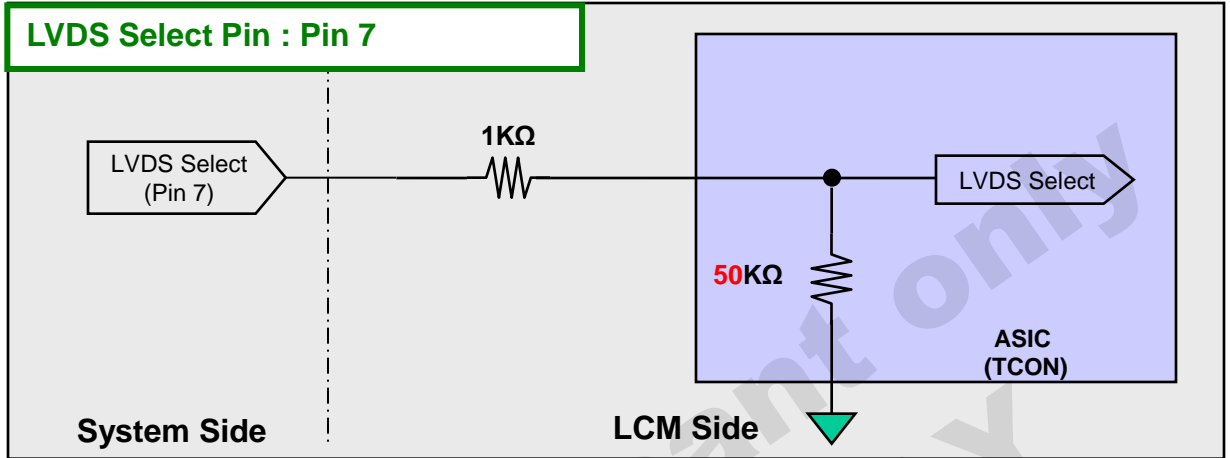 LVDS Select Pin : Pin 7
1KΩ
LVDS Select
(Pin 7)
LVDS Select
50KΩ
ASIC
(TCON)
System Side
LCM Side
only